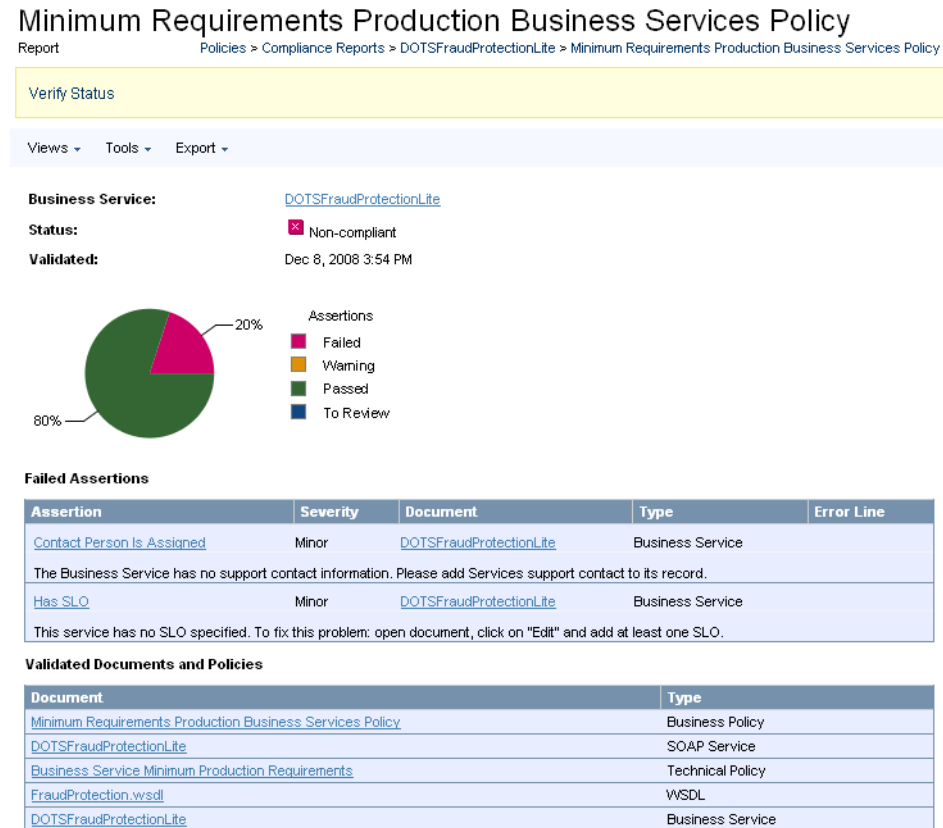 Minimum Requirements Production Business Services Policy
Report Policies > Compliance Reports > DOTSFraudProtectionLite > Minimum Requirements Production Business Services Policy
Verify Status
Views Tools Export
Business Service: DOTSFraudProtectionLite
Status: Non-compliant
Validated: Dec 8, 2008 3:54 PM
20%
80%
Assertions
Failed
Warning
Passed
To Review
Failed Assertions
Assertion Severity Document Type Error Line
Contact Person Is Assigned Minor DOTSFraudProtectionLite Business Service
The Business Service has no support contact information. Please add Services support contact to its record.
Has SLO Minor DOTSFraudProtectionLite Business Service
This service has no SLO specified. To fix this problem: open document, click on "Edit" and add at least one SLO.
Validated Documents and Policies
Document Type
Minimum Requirements Production Business Services Policy Business Policy
DOTSFraudProtectionLite SOAP Service
Business Service Minimum Production Requirements Technical Policy
FraudProtection.wsdl WSDL
DOTSFraudProtectionLite Business Service